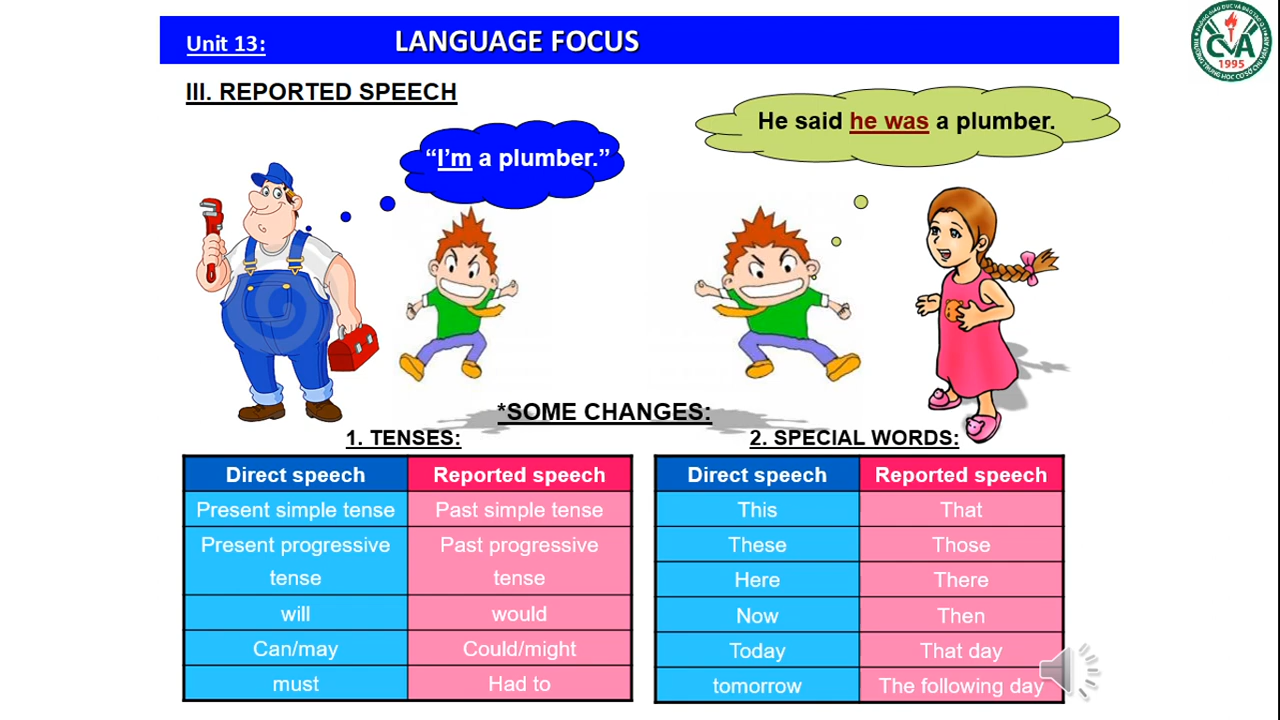 Unit 13: LANGUAGE FOCUS
III. REPORTED SPEECH
“I’m a plumber.”
He said he was a plumber.
*SOME CHANGES:
1. TENSES:
Direct speech Reported speech
Present simple tense Past simple tense
Present progressive tense Past progressive tense
will would
Can/may Could/might
must Had to
2. SPECIAL WORDS:
Direct speech Reported speech
This That
These Those
Here There
Now Then
Today That day
tomorrow The following day
CVA
1995